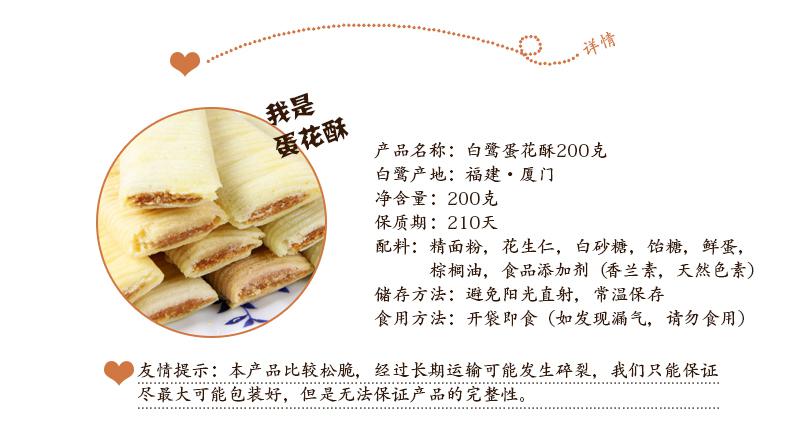 详情
我是
蛋花酥
产品名称：白鹭蛋花酥200克
白鹭产地：福建·厦门
净含量：200克
保质期：210天
配料：精面粉，花生仁，白砂糖，饴糖，鲜蛋，
棕榈油，食品添加剂（香兰素，天然色素）
储存方法：避免阳光直射，常温保存
食用方法：开袋即食（如发现漏气，请勿食用）
友情提示：本产品比较松脆，经过长期运输可能发生碎裂，我们只能保证
尽最大可能包装好，但是无法保证产品的完整性。